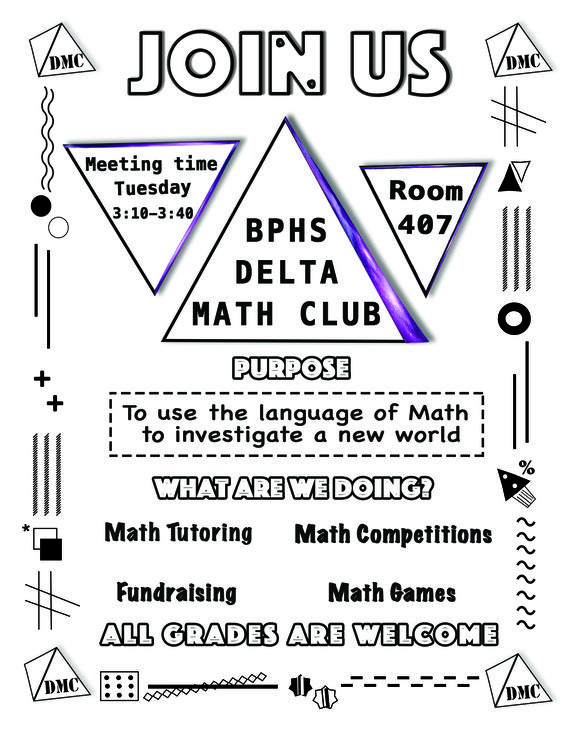 DMC
JOIN US
DMC
Meeting time
Tuesday
3:10-3:40
BPHS
DELTA
MATH CLUB
Room
407
PURPOSE
To use the language of Math
to investigate a new world
WHAT ARE WE DOING?
%
Math Tutoring
Math Competitions
*
Fundraising
Math Games
ALL GRADES ARE WELCOME
DMC
DMC